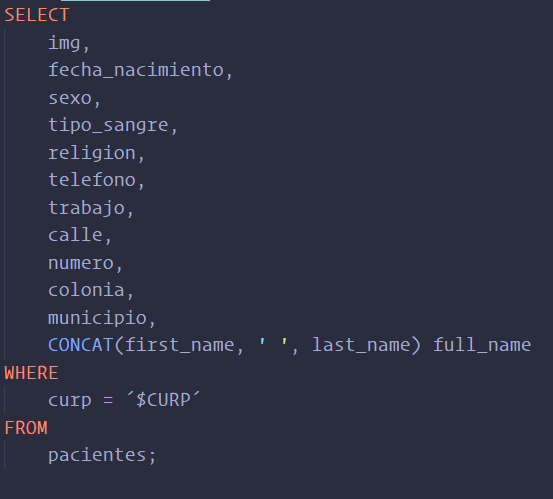 SELECT
img,
fecha_nacimiento,
sexo,
tipo_sangre,
religion,
telefono,
trabajo,
calle,
numero,
colonia,
municipio,
CONCAT(first_name, ' ', last_name) full_name
WHERE
curp = ´$CURP´
FROM
pacientes;